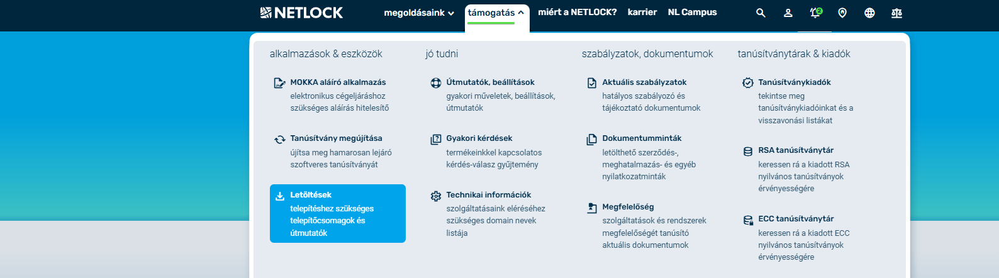 NETLOCK
megoldásaink
támogatás
miért a NETLOCK?
karrier
NL Campus
2
alkalmazások & eszközök
MOKKA aláíró alkalmazás
elektronikus cégeljáráshoz
szükséges aláírás hitelesítő
Tanúsítvány megújítása
újítsa meg hamarosan lejáró
szoftveres tanúsítványát
Letöltések
telepítéshez szükséges
telepítőcsomagok és
útmutatók
jó tudni
Útmutatók, beállítások
gyakori műveletek, beállítások,
útmutatók
Gyakori kérdések
termékeinkkel kapcsolatos
kérdés-válasz gyűjtemény
Technikai információk
szolgáltatásaink eléréséhez
szükséges domain nevek
listája
szabályzatok, dokumentumok
Aktuális szabályzatok
hatályos szabályozó és
tájékoztató dokumentumok
Dokumentumminták
letölthető szerződés-,
meghatalmazás- és egyéb
nyilatkozatminták
Megfelelőség
szolgáltatások és rendszerek
megfelelőségét tanúsító
aktuális dokumentumok
tanúsítványtárak & kiadók
Tanúsítványkiadók
tekintse meg
tanúsítványkiadóinkat és a
visszavonási listákat
RSA tanúsítványtár
keressen rá a kiadott RSA
nyilvános tanúsítványok
érvényességére
ECC tanúsítványtár
keressen rá a kiadott ECC
nyilvános tanúsítványok
érvényességére